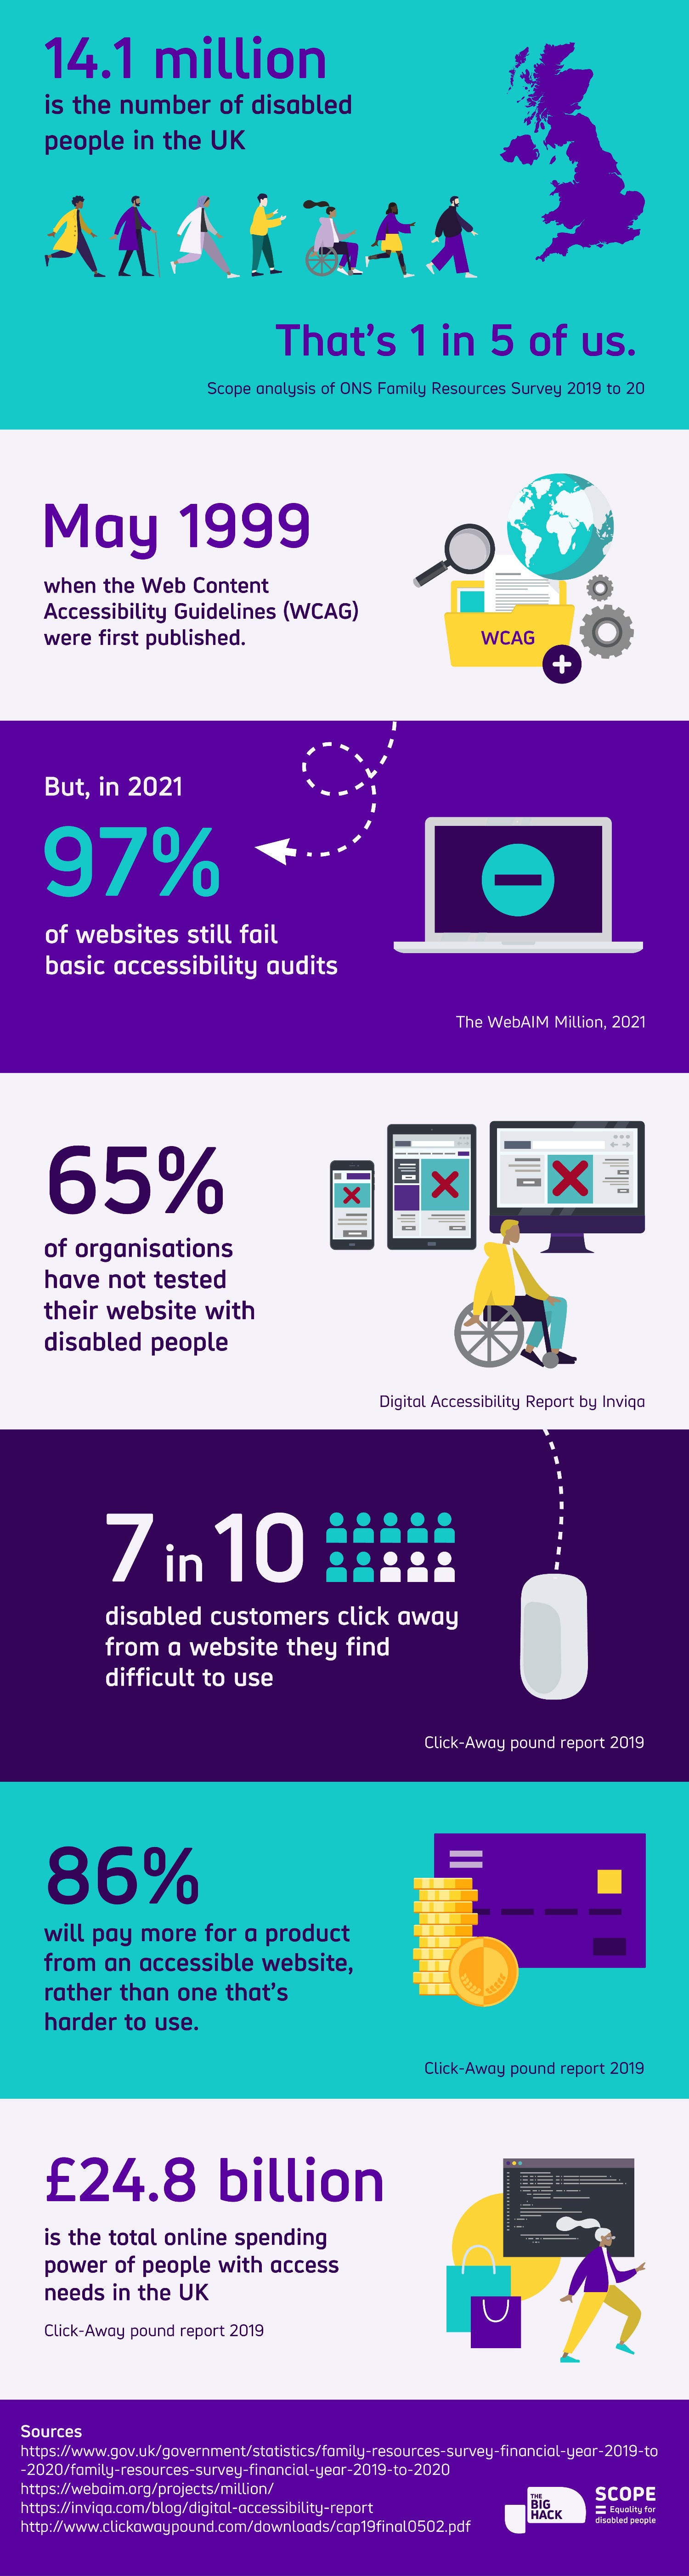 14.1 million
is the number of disabled
people in the UK
That's 1 in 5 of us.
Scope analysis of ONS Family Resources Survey 2019 to 20
May 1999
when the Web Content
Accessibility Guidelines (WCAG)
were first published.
WCAG
But, in 2021
97%
of websites still fail
basic accessibility audits
The WebAIM Million, 2021
65%
of organisations
have not tested
their website with
disabled people
Digital Accessibility Report by Inviqa
7 in 10
disabled customers click away
from a website they find
difficult to use
Click-Away pound report 2019
86%
will pay more for a product
from an accessible website,
rather than one that's
harder to use.
Click-Away pound report 2019
£24.8 billion
is the total online spending
power of people with access
needs in the UK
Click-Away pound report 2019
Sources
https://www.gov.uk/government/statistics/family-resources-survey-financial-year-2019-to
-2020/family-resources-survey-financial-year-2019-to-2020
https://webaim.org/projects/million/
https://inviqa.com/blog/digital-accessibility-report
http://www.clickawaypound.com/downloads/cap19final0502.pdf
THE
BIG
HACK
SCOPE
Equality for
disabled people